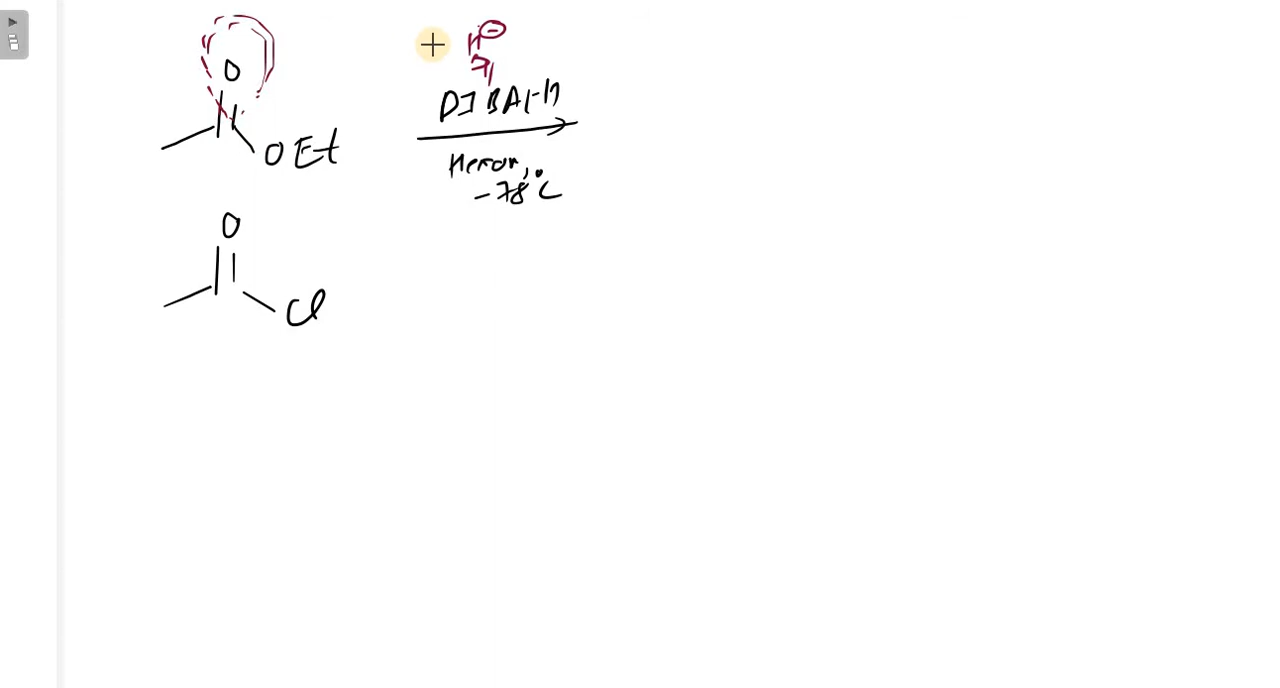 H⊖
O
DIBAl-H
OEt
Hexan,
-78°C
O
Cl